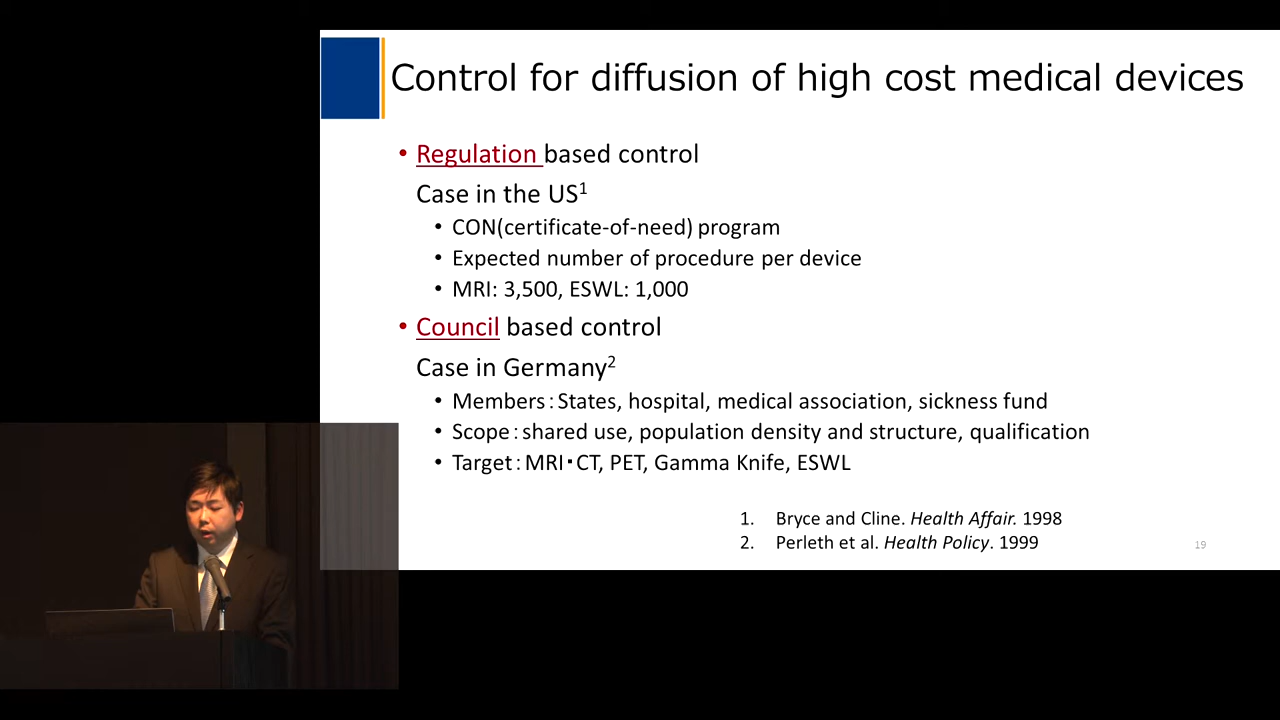 Control for diffusion of high cost medical devices
• Regulation based control
Case in the US1
• CON(certificate-of-need) program
• Expected number of procedure per device
• MRI: 3,500, ESWL: 1,000
• Council based control
Case in Germany2
• Members：States, hospital, medical association, sickness fund
• Scope：shared use, population density and structure, qualification
• Target：MRI・CT, PET, Gamma Knife, ESWL
1. Bryce and Cline. Health Affair. 1998
2. Perleth et al. Health Policy. 1999
19